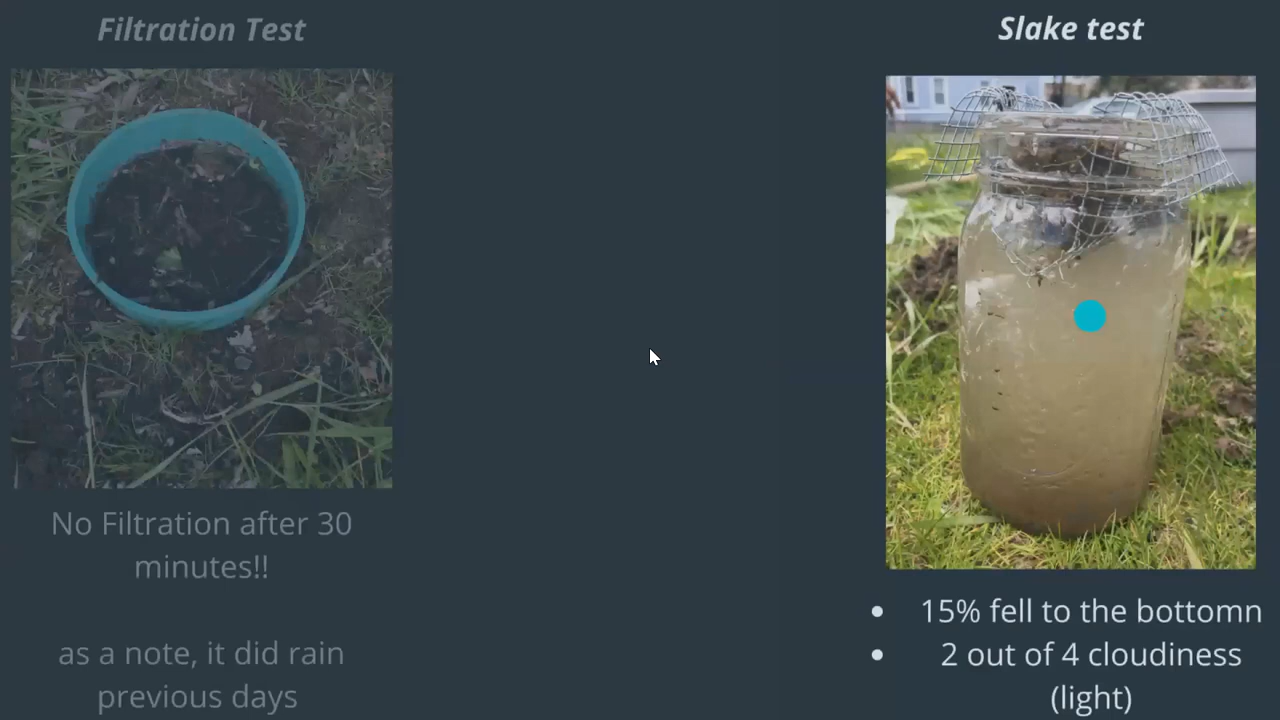 Filtration Test
No Filtration after 30
minutes!!
as a note, it did rain
previous days
Slake test
• 15% fell to the bottomn
• 2 out of 4 cloudiness
(light)